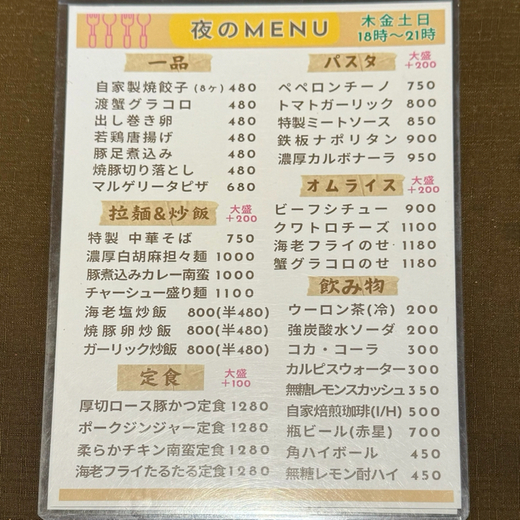 夜のMENU
木金土日
18時～21時
一品
自家製焼餃子(8ヶ) 480
渡蟹グラコロ 480
出し巻き卵 480
若鶏唐揚げ 480
豚足煮込み 480
焼豚切り落とし 480
マルゲリータピザ 680
拉麺&炒飯 大盛+200
特製 中華そば 750
濃厚白胡麻担々麺 1000
豚煮込みカレー南蛮 1000
チャーシュー盛り麺 1100
海老塩炒飯 800(半480)
焼豚卵炒飯 800(半480)
ガーリック炒飯 800(半480)
定食 大盛+100
厚切ロース豚かつ定食 1280
ポークジンジャー定食 1280
柔らかチキン南蛮定食 1280
海老フライたるたる定食 1280
パスタ 大盛+200
ペペロンチーノ 750
トマトガーリック 800
特製ミートソース 800
鉄板ナポリタン 900
濃厚カルボナーラ 950
オムライス 大盛+200
ビーフシチュー 900
クワトロチーズ 1100
海老フライのせ 1180
蟹グラコロのせ 1180
飲み物
ウーロン茶(冷) 200
強炭酸水ソーダ 200
コカ・コーラ 300
カルピスウォーター 300
無糖レモンスカッシュ 350
自家焙煎珈琲(I/H) 500
瓶ビール(赤星) 700
角ハイボール 450
無糖レモン酎ハイ 450